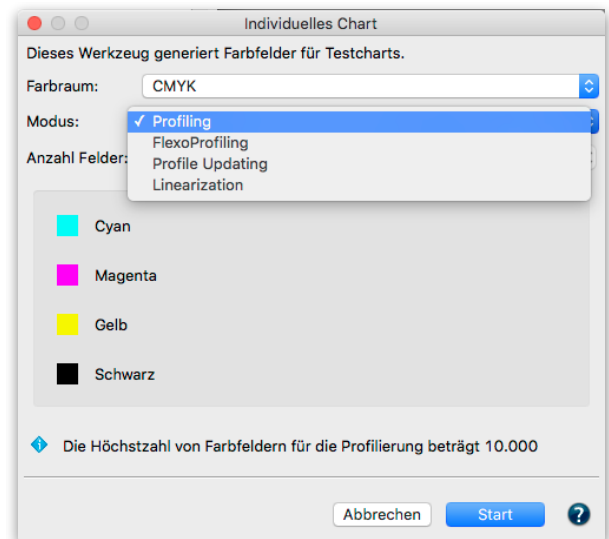 Individuelles Chart
Dieses Werkzeug generiert Farbfelder für Testcharts.
Farbraum: CMYK
Modus: ✓ Profiling
FlexoProfiling
Anzahl Felder: Profile Updating
Linearization
Cyan
Magenta
Gelb
Schwarz
Die Höchstzahl von Farbfeldern für die Profilierung beträgt 10.000
Abbrechen Start ?